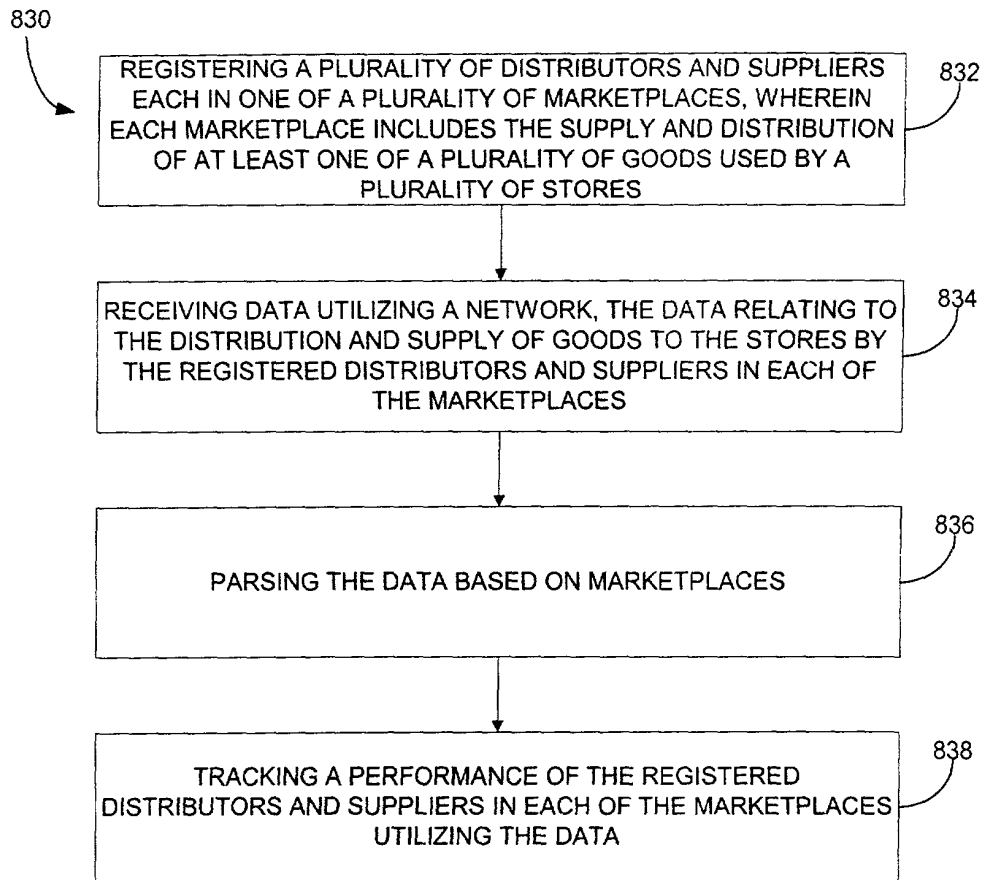 830
REGISTERING A PLURALITY OF DISTRIBUTORS AND SUPPLIERS
EACH IN ONE OF A PLURALITY OF MARKETPLACES, WHEREIN
EACH MARKETPLACE INCLUDES THE SUPPLY AND DISTRIBUTION
OF AT LEAST ONE OF A PLURALITY OF GOODS USED BY A
PLURALITY OF STORES
832
RECEIVING DATA UTILIZING A NETWORK, THE DATA RELATING TO
THE DISTRIBUTION AND SUPPLY OF GOODS TO THE STORES BY
THE REGISTERED DISTRIBUTORS AND SUPPLIERS IN EACH OF
THE MARKETPLACES
834
PARSING THE DATA BASED ON MARKETPLACES
836
TRACKING A PERFORMANCE OF THE REGISTERED
DISTRIBUTORS AND SUPPLIERS IN EACH OF THE MARKETPLACES
UTILIZING THE DATA
838